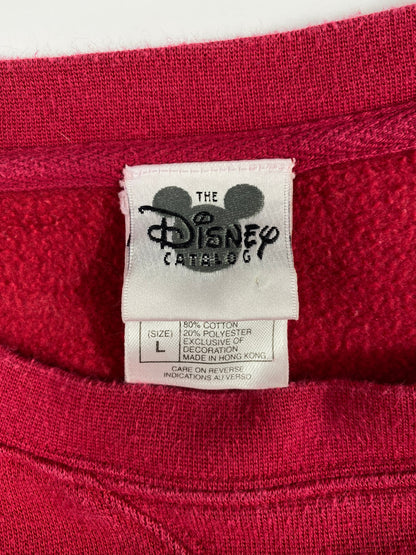 THE
Disney
CATALOG
(SIZE)
L
80% COTTON
20% POLYESTER
EXCLUSIVE OF
DECORATION
MADE IN HONG KONG
CARE ON REVERSE
INDICATIONS AU VERSO